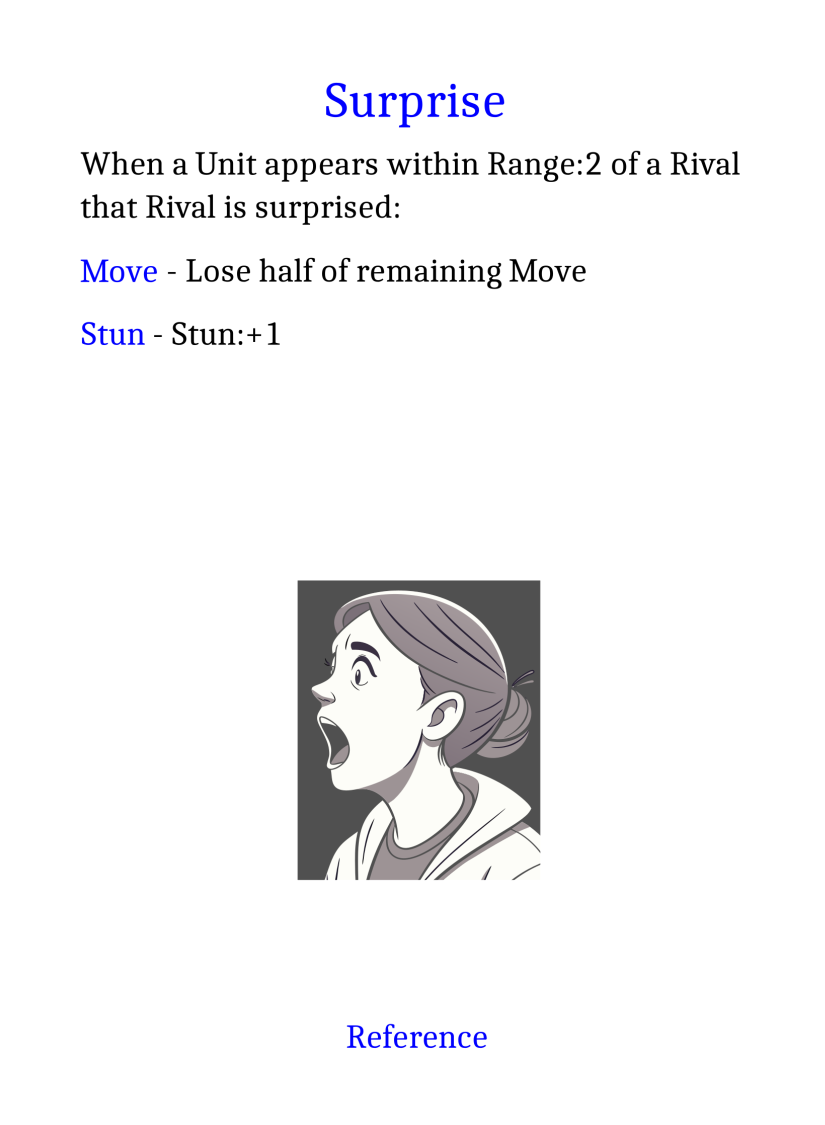 Surprise
When a Unit appears within Range:2 of a Rival
that Rival is surprised:
Move - Lose half of remaining Move
Stun - Stun:+1
Reference